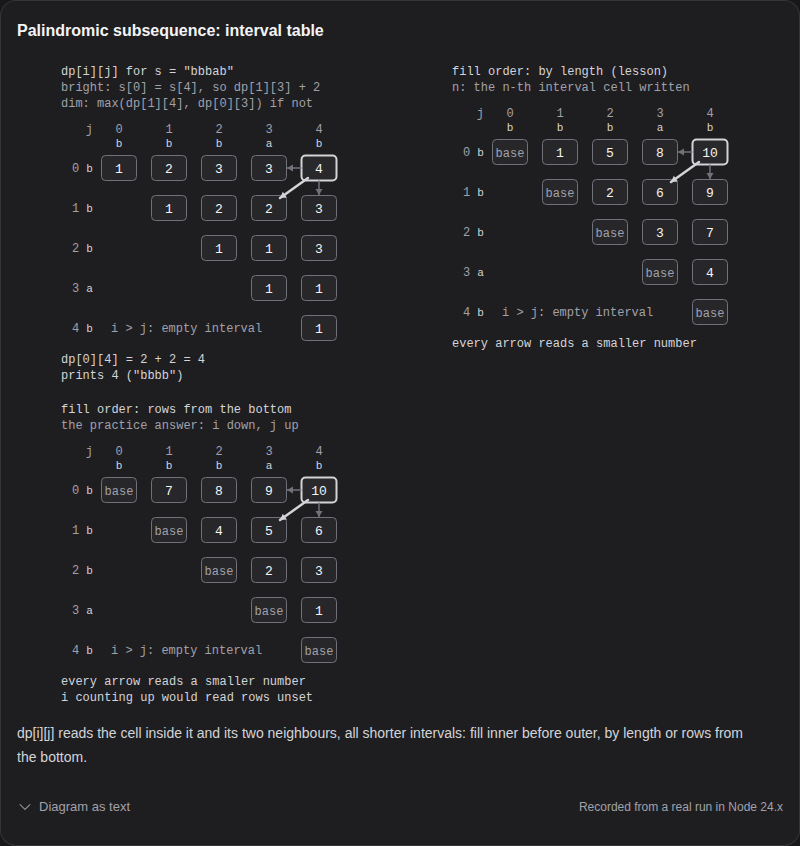 Palindromic subsequence: interval table
dp[i][j] for s = "bbbab"
bright: s[0] = s[4], so dp[1][3] + 2
dim: max(dp[1][4], dp[0][3]) if not
j 0 1 2 3 4
b b b a b
0 b 1 2 3 3 4
1 b 1 2 2 3
2 b 1 1 3
3 a 1 1
4 b i > j: empty interval 1
dp[0][4] = 2 + 2 = 4
prints 4 ("bbbb")
fill order: by length (lesson)
n: the n-th interval cell written
j 0 1 2 3 4
b b b a b
0 b base 1 5 8 10
1 b base 2 6 9
2 b base 3 7
3 a base 4
4 b i > j: empty interval base
every arrow reads a smaller number
fill order: rows from the bottom
the practice answer: i down, j up
j 0 1 2 3 4
b b b a b
0 b base 7 8 9 10
1 b base 4 5 6
2 b base 2 3
3 a base 1
4 b i > j: empty interval base
every arrow reads a smaller number
i counting up would read rows unset
dp[i][j] reads the cell inside it and its two neighbours, all shorter intervals: fill inner before outer, by length or rows from
the bottom.
Diagram as text
Recorded from a real run in Node 24.x